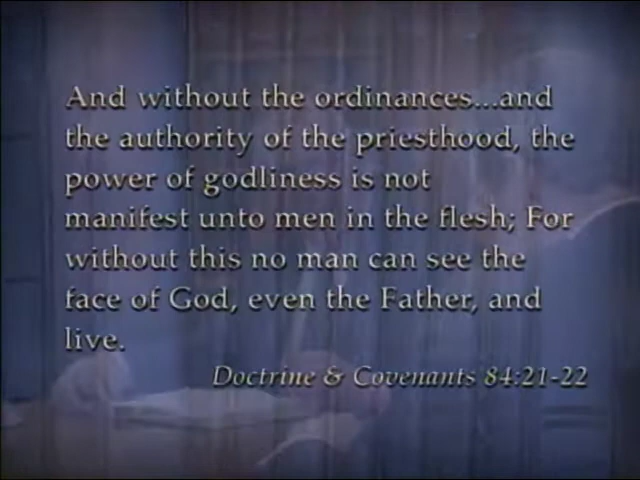 And without the ordinances...and
the authority of the priesthood, the
power of godliness is not
manifest unto men in the flesh; For
without this no man can see the
face of God, even the Father, and
live.
Doctrine & Covenants 84:21-22